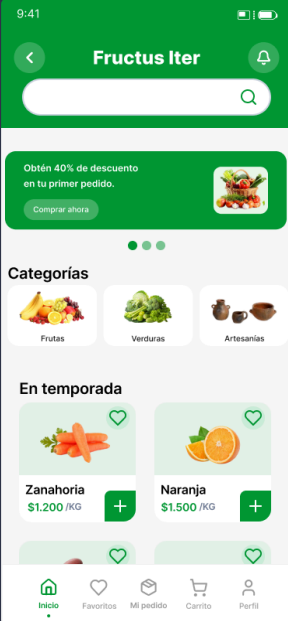 9:41
Fructus Iter
Obtén 40% de descuento
en tu primer pedido.
Comprar ahora
Categorías
Frutas
Verduras
Artesanías
En temporada
Zanahoria
$1.200 /KG
Naranja
$1.500 /KG
Inicio
Favoritos
Mi pedido
Carrito
Perfil